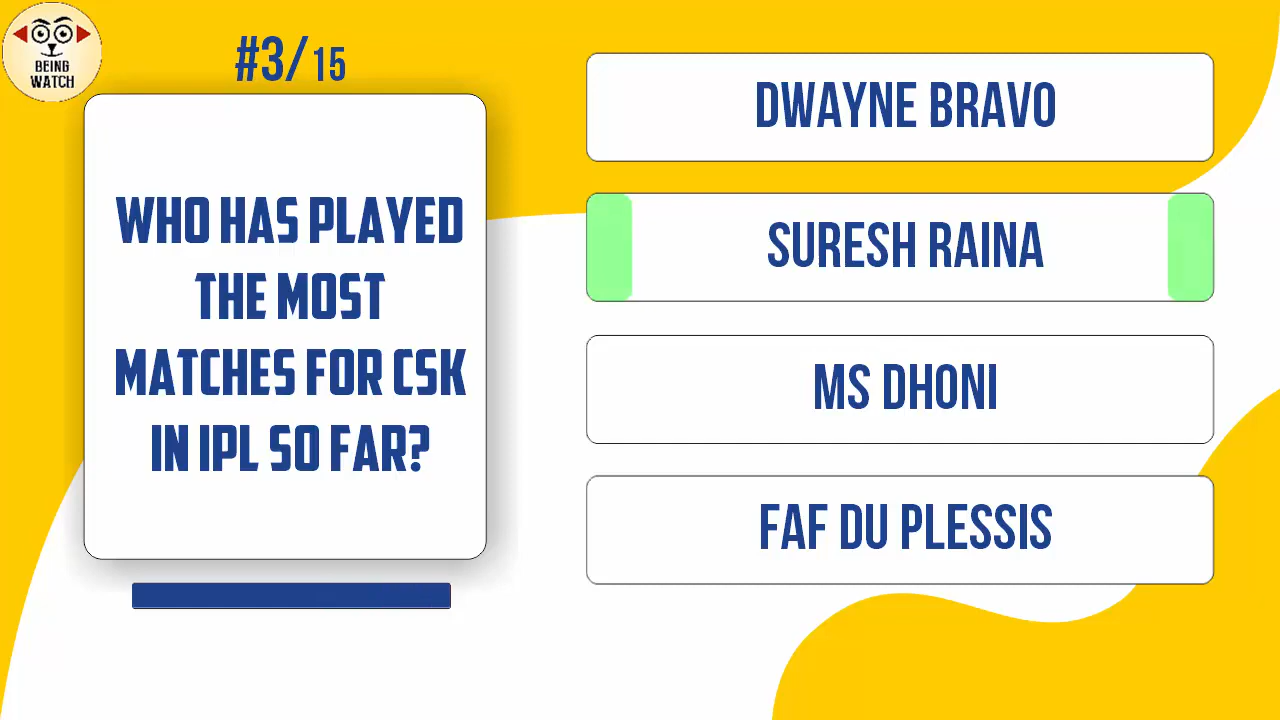 BEING
WATCH
#3/15
WHO HAS PLAYED
THE MOST
MATCHES FOR CSK
IN IPL SO FAR?
DWAYNE BRAVO
SURESH RAINA
MS DHONI
FAF DU PLESSIS